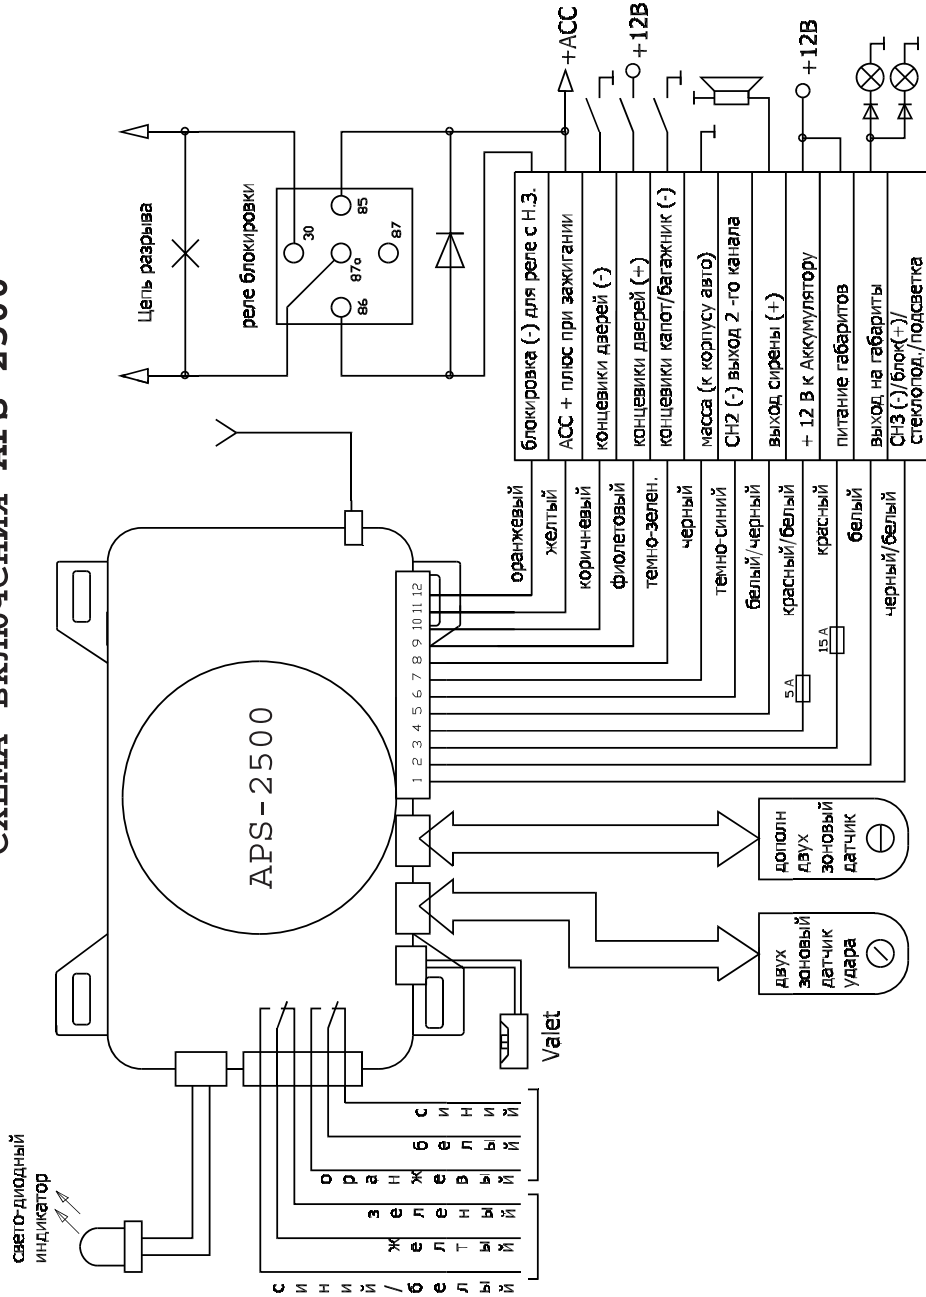 СХЕМА ВКЛЮЧЕНИЯ APS-2500
Цепь разрыва
реле блокировки
30
85
87а
87
86
+АСС
+12В
+12В
APS-2500
1 2 3 4 5 6 7 8 9 10 11 12
оранжевый
блокировка (-) для реле с Н.З.
желтый
АСС + плюс при зажигании
коричневый
концевики дверей (-)
фиолетовый
концевики дверей (+)
темно-зелен.
концевики капот/багажник (-)
черный
масса (к корпусу авто)
темно-синий
СН2 (-) выход 2 -го канала
белый/черный
выход сирены (+)
красный/белый
5 А
+ 12 В к Аккумулятору
красный
15 А
питание габаритов
белый
выход на габариты
черный/белый
СН3 (-)/блок(+)/
стеклопод./подсветка
дополн
двух
зоновый
датчик
двух
зоновый
датчик
удара
Valet
свето-диодный
индикатор
синий
белый
оранжевый
зеленый
желтый
синий/белый